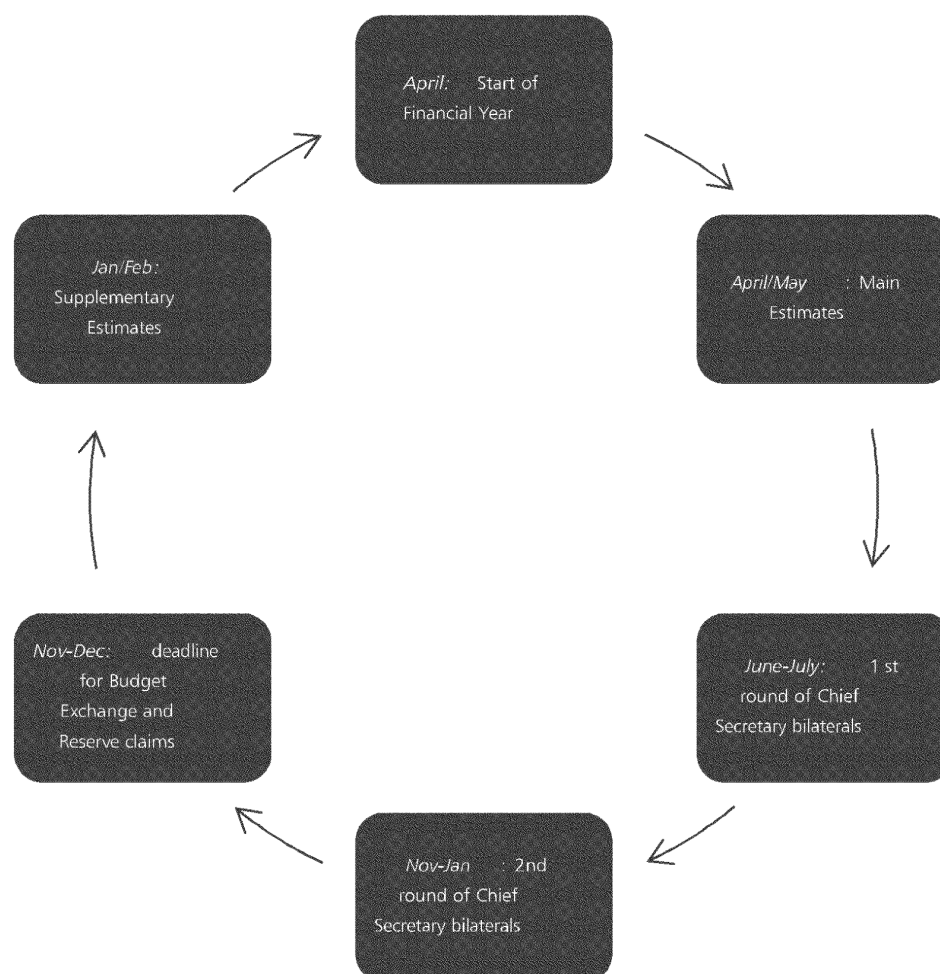 April: Start of
Financial Year
April/May : Main
Estimates
June-July: 1 st
round of Chief
Secretary bilaterals
Nov-Jan : 2nd
round of Chief
Secretary bilaterals
Nov-Dec: deadline
for Budget
Exchange and
Reserve claims
Jan/Feb:
Supplementary
Estimates